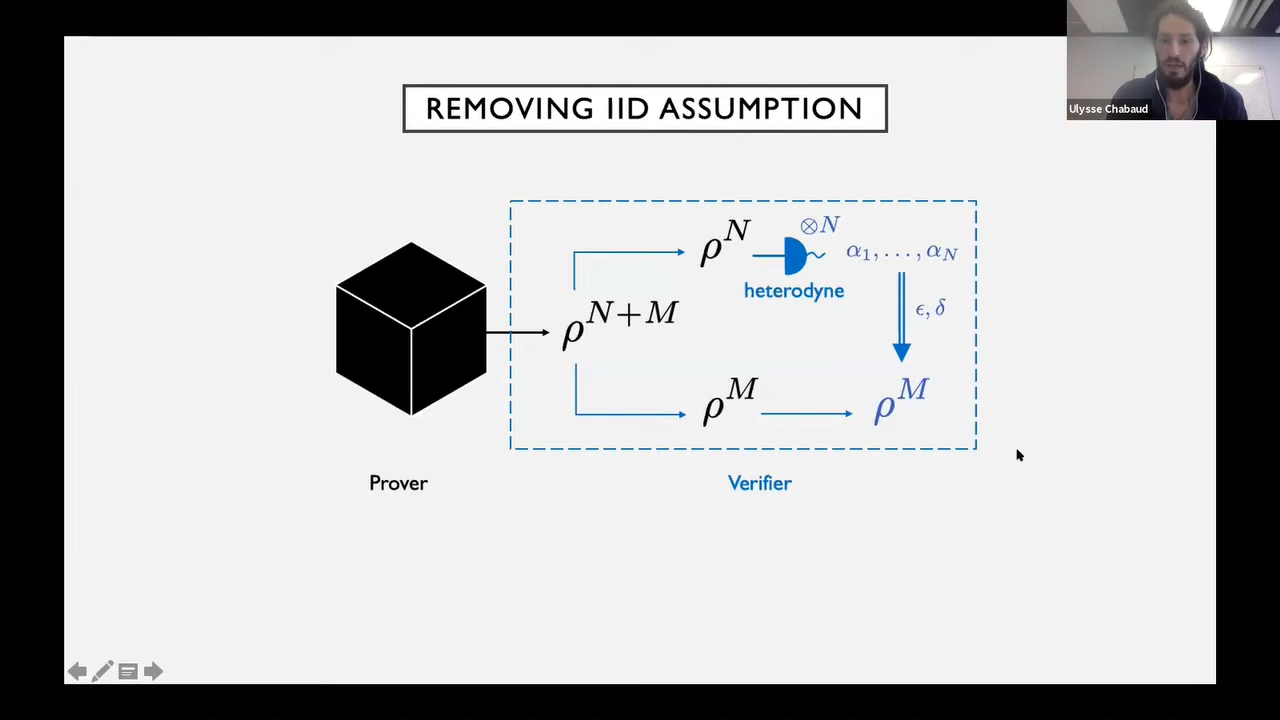 Ulysse Chabaud
REMOVING IID ASSUMPTION
ρ^N
⊗N
α₁, . . . , α_N
heterodyne
ρ^{N+M}
ϵ, δ
ρ^M
ρ^M
Prover
Verifier